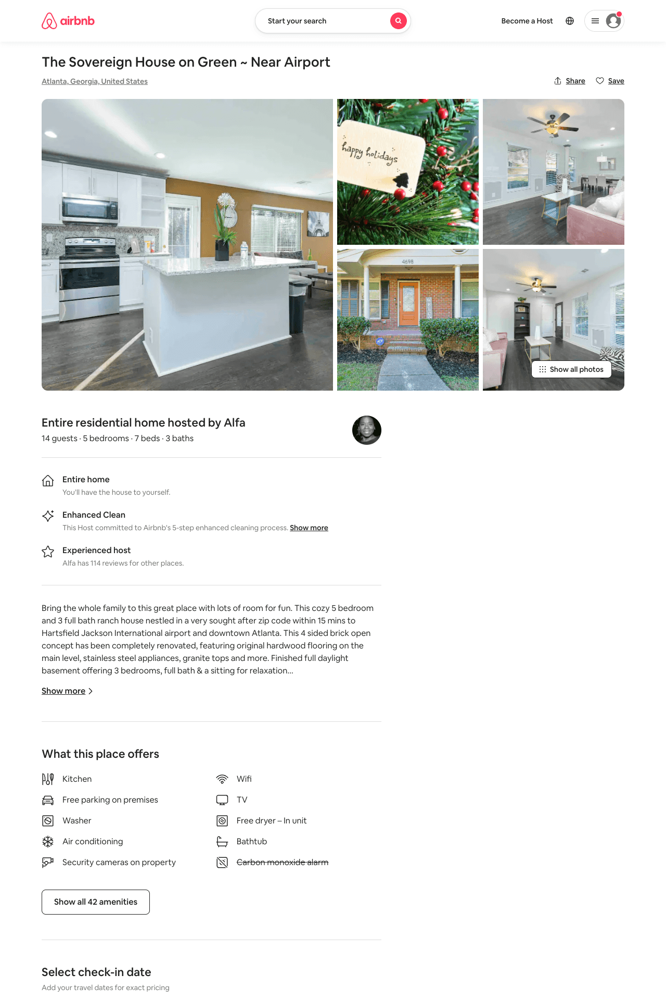 airbnb
Start your search
Become a Host
The Sovereign House on Green ~ Near Airport
Atlanta, Georgia, United States
Share
Save
happy holidays
4698
ADT
Show all photos
Entire residential home hosted by Alfa
14 guests · 5 bedrooms · 7 beds · 3 baths
Entire home
You’ll have the house to yourself.
Enhanced Clean
This Host committed to Airbnb's 5-step enhanced cleaning process. Show more
Experienced host
Alfa has 114 reviews for other places.
Bring the whole family to this great place with lots of room for fun. This cozy 5 bedroom
and 3 full bath ranch house nestled in a very sought after zip code within 15 mins to
Hartsfield Jackson International airport and downtown Atlanta. This 4 sided brick open
concept has been completely renovated, featuring original hardwood flooring on the
main level, stainless steel appliances, granite tops and more. Finished full daylight
basement offering 3 bedrooms, full bath & a sitting for relaxation...
Show more
What this place offers
Kitchen
Wifi
Free parking on premises
TV
Washer
Free dryer – In unit
Air conditioning
Bathtub
Security cameras on property
Carbon monoxide alarm
Show all 42 amenities
Select check-in date
Add your travel dates for exact pricing